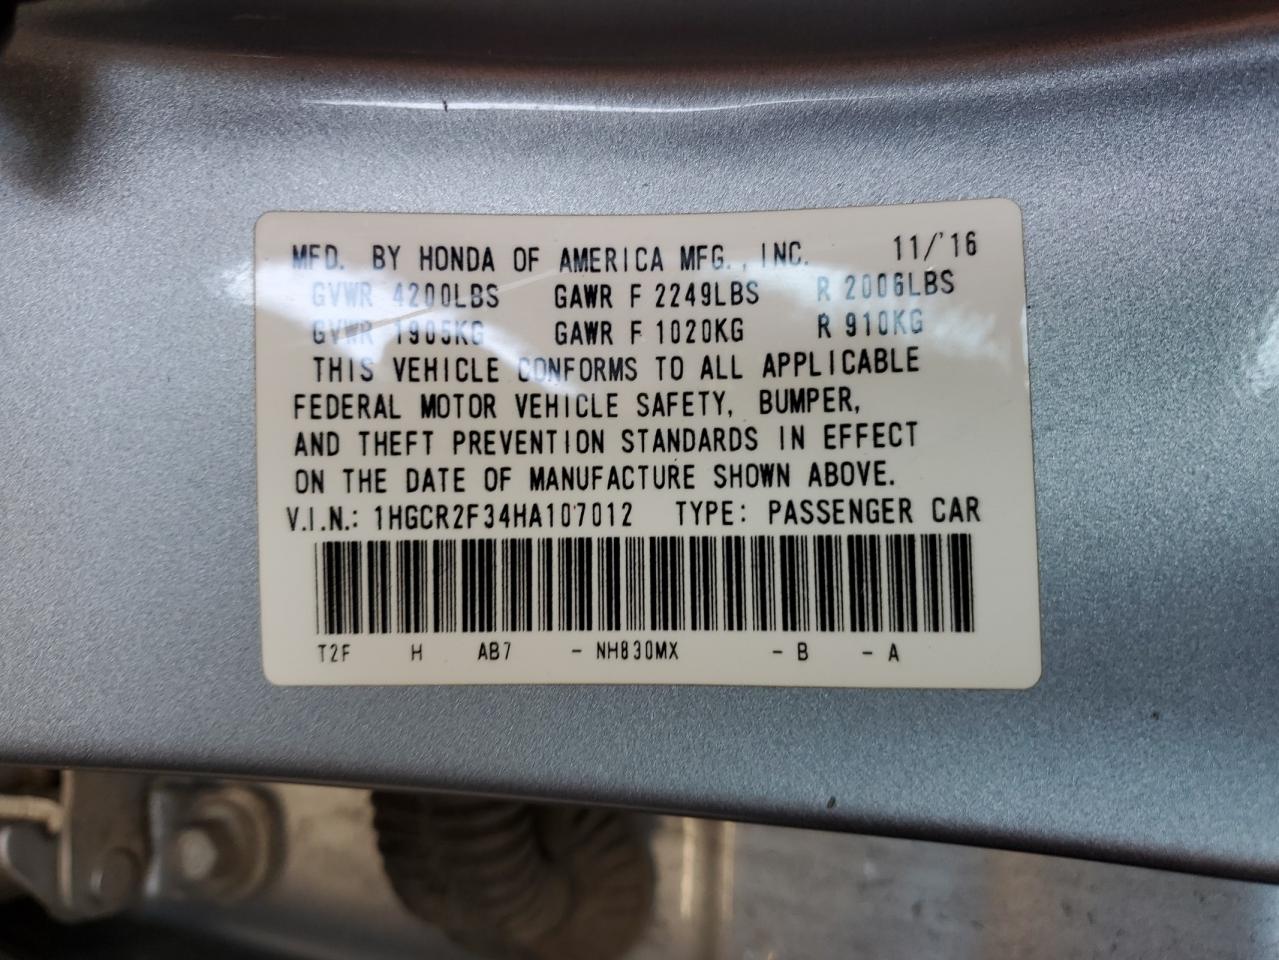 MFD. BY HONDA OF AMERICA MFG., INC. 11/'16
GVWR 4200LBS GAWR F 2249LBS R 2006LBS
GVWR 1905KG GAWR F 1020KG R 910KG
THIS VEHICLE CONFORMS TO ALL APPLICABLE
FEDERAL MOTOR VEHICLE SAFETY, BUMPER,
AND THEFT PREVENTION STANDARDS IN EFFECT
ON THE DATE OF MANUFACTURE SHOWN ABOVE.
V.I.N.: 1HGCR2F34HA107012 TYPE: PASSENGER CAR
T2F H AB7 - NH830MX - B - A